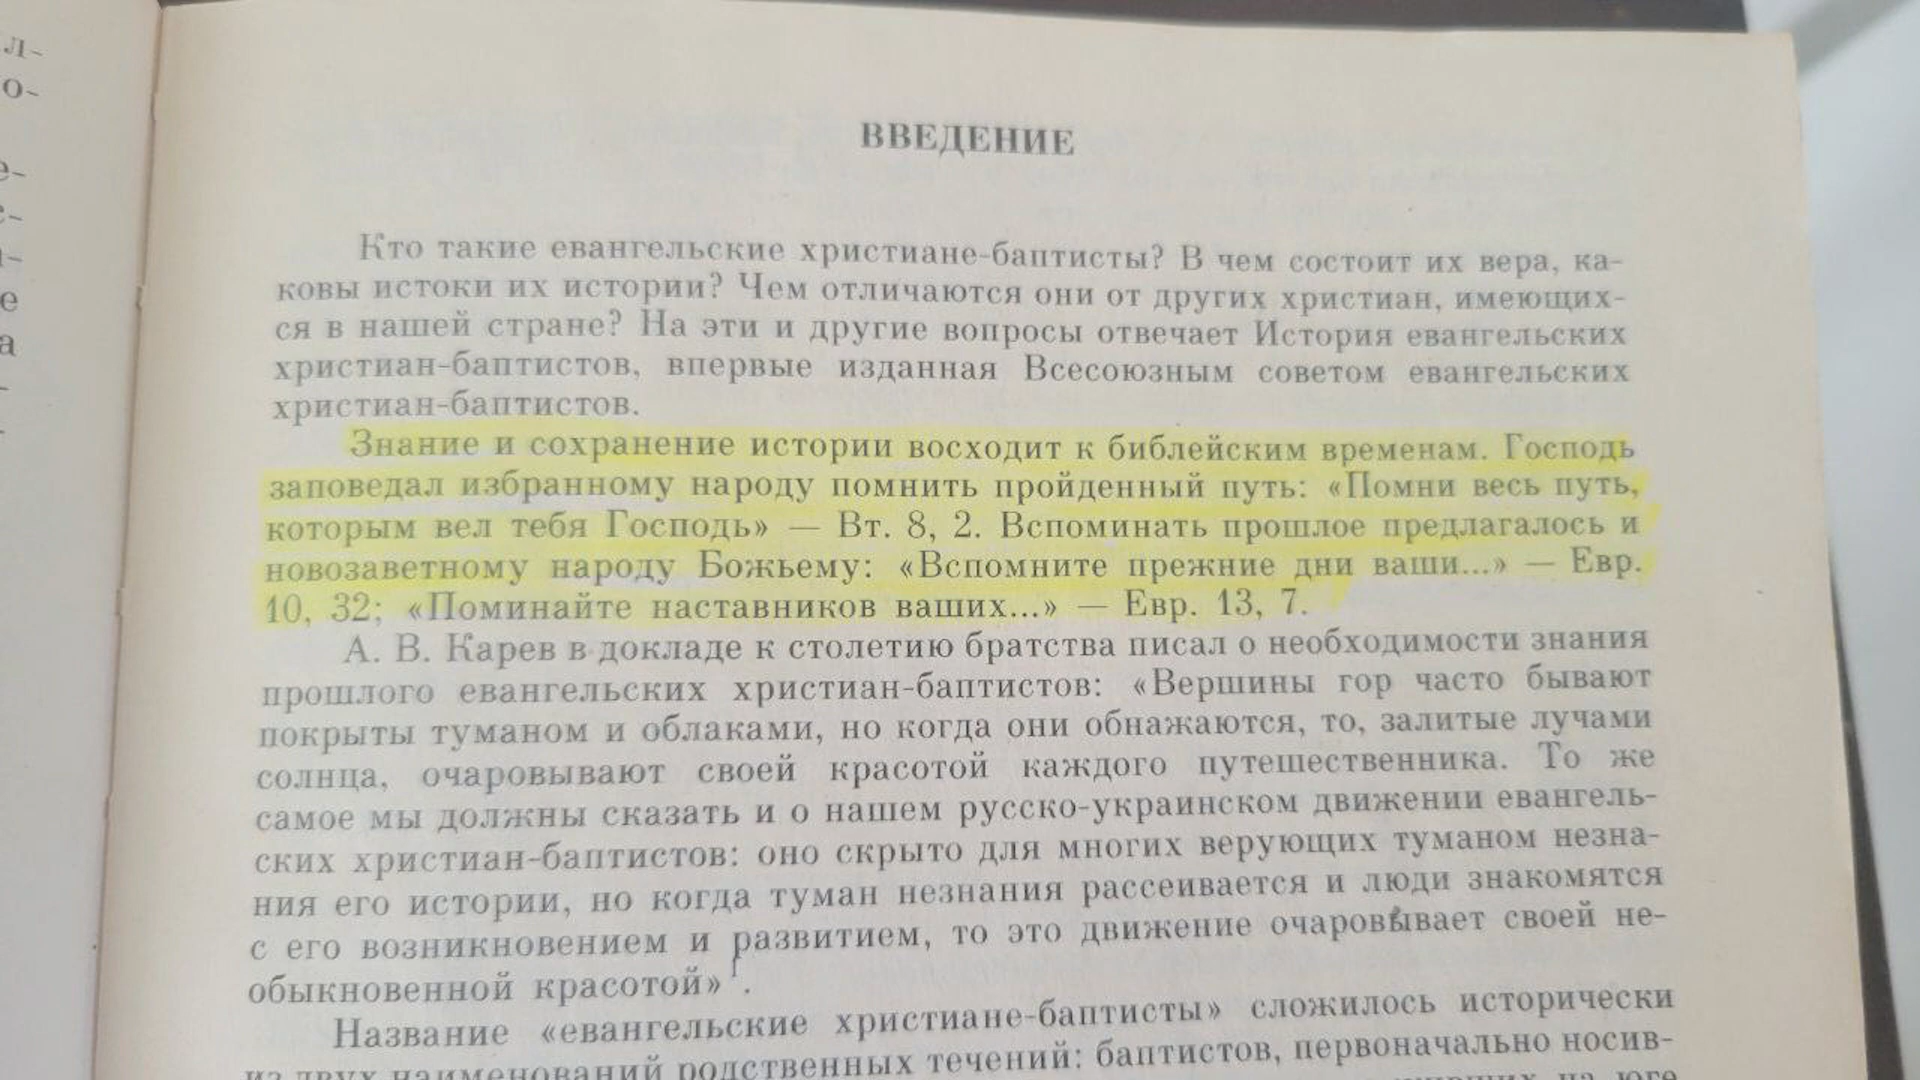 л-
о-
е-
е-
е
а
ВВЕДЕНИЕ
Кто такие евангельские христиане-баптисты? В чем состоит их вера, ка-
ковы истоки их истории? Чем отличаются они от других христиан, имеющих-
ся в нашей стране? На эти и другие вопросы отвечает История евангельских
христиан-баптистов, впервые изданная Всесоюзным советом евангельских
христиан-баптистов.
Знание и сохранение истории восходит к библейским временам. Господь
заповедал избранному народу помнить пройденный путь: «Помни весь путь,
которым вел тебя Господь» — Вт. 8, 2. Вспоминать прошлое предлагалось и
новозаветному народу Божьему: «Вспомните прежние дни ваши...» — Евр.
10, 32; «Поминайте наставников ваших...» — Евр. 13, 7.
А. В. Карев в докладе к столетию братства писал о необходимости знания
прошлого евангельских христиан-баптистов: «Вершины гор часто бывают
покрыты туманом и облаками, но когда они обнажаются, то, залитые лучами
солнца, очаровывают своей красотой каждого путешественника. То же
самое мы должны сказать и о нашем русско-украинском движении евангель-
ских христиан-баптистов: оно скрыто для многих верующих туманом незна-
ния его истории, но когда туман незнания рассеивается и люди знакомятся
с его возникновением и развитием, то это движение очаровывает своей не-
обыкновенной красотой» ¹.
Название «евангельские христиане-баптисты» сложилось исторически
из двух наименований родственных течений: баптистов, первоначально носив-
на юге